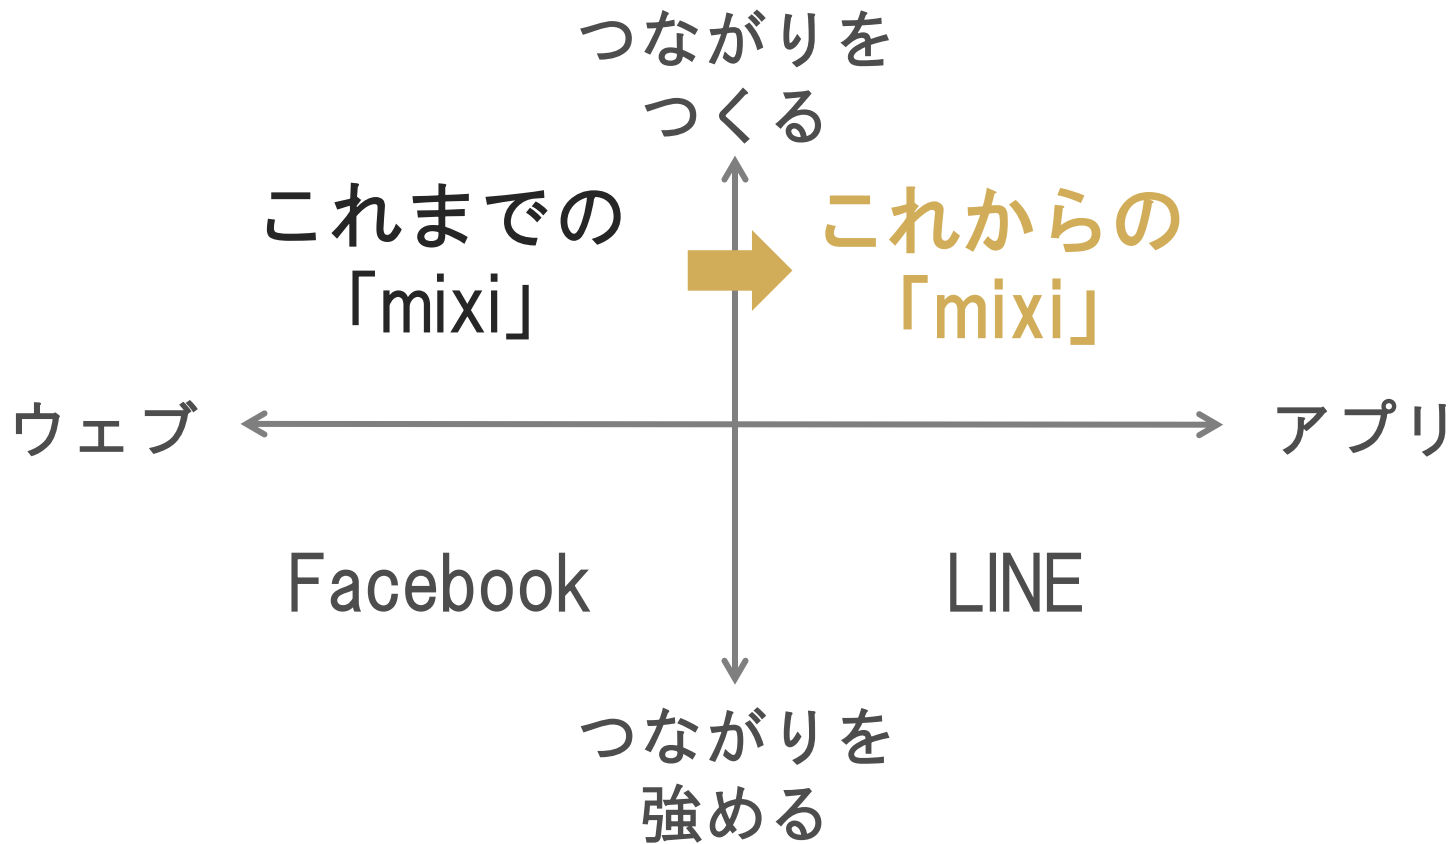 つながりを
つくる
これまでの
「mixi」
これからの
「mixi」
ウェブ
アプリ
Facebook
LINE
つながりを
強める